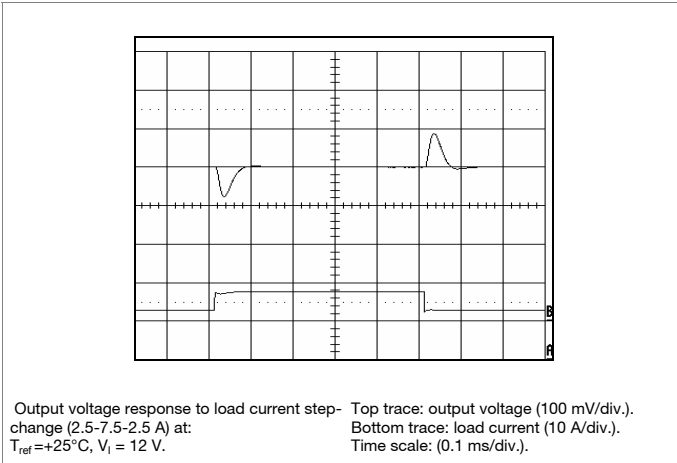 B
A
Output voltage response to load current step-
change (2.5-7.5-2.5 A) at:
Tref =+25°C, VI = 12 V.
Top trace: output voltage (100 mV/div.).
Bottom trace: load current (10 A/div.).
Time scale: (0.1 ms/div.).